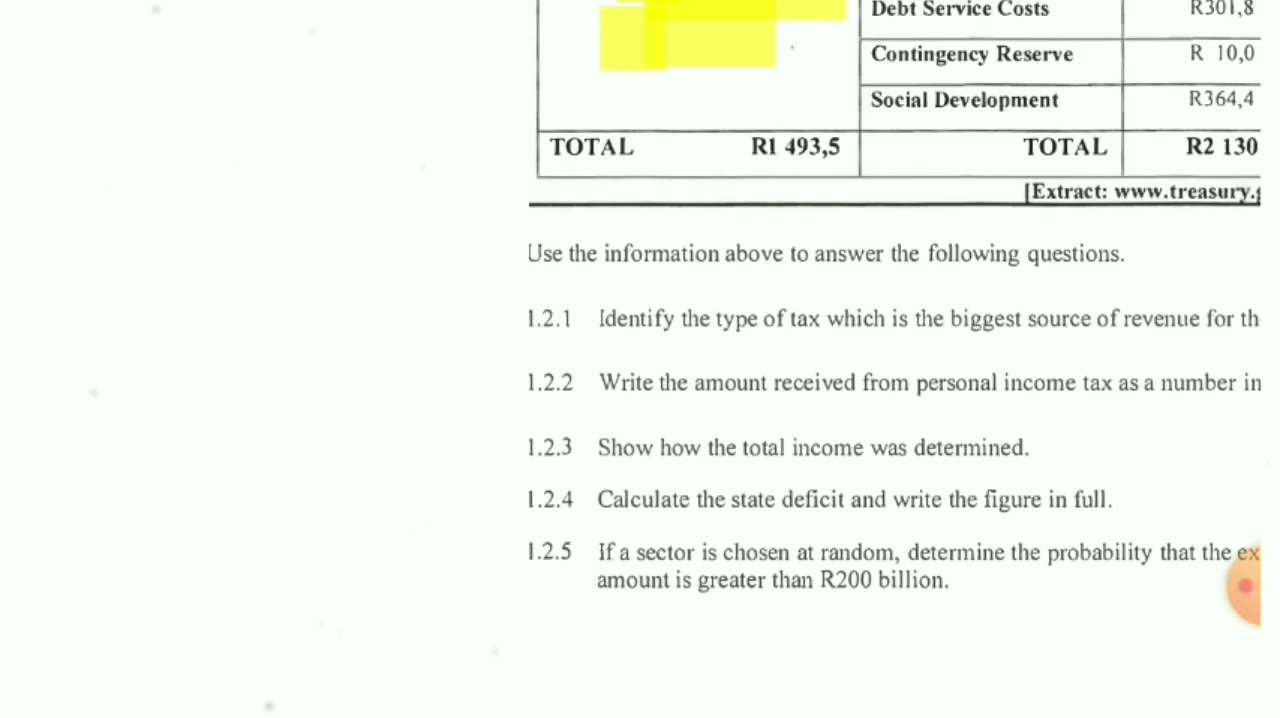 Debt Service Costs R301,8
Contingency Reserve R 10,0
Social Development R364,4
TOTAL R1 493,5 TOTAL R2 130
[Extract: www.treasury.g
Use the information above to answer the following questions.
1.2.1 Identify the type of tax which is the biggest source of revenue for th
1.2.2 Write the amount received from personal income tax as a number in
1.2.3 Show how the total income was determined.
1.2.4 Calculate the state deficit and write the figure in full.
1.2.5 If a sector is chosen at random, determine the probability that the ex
amount is greater than R200 billion.